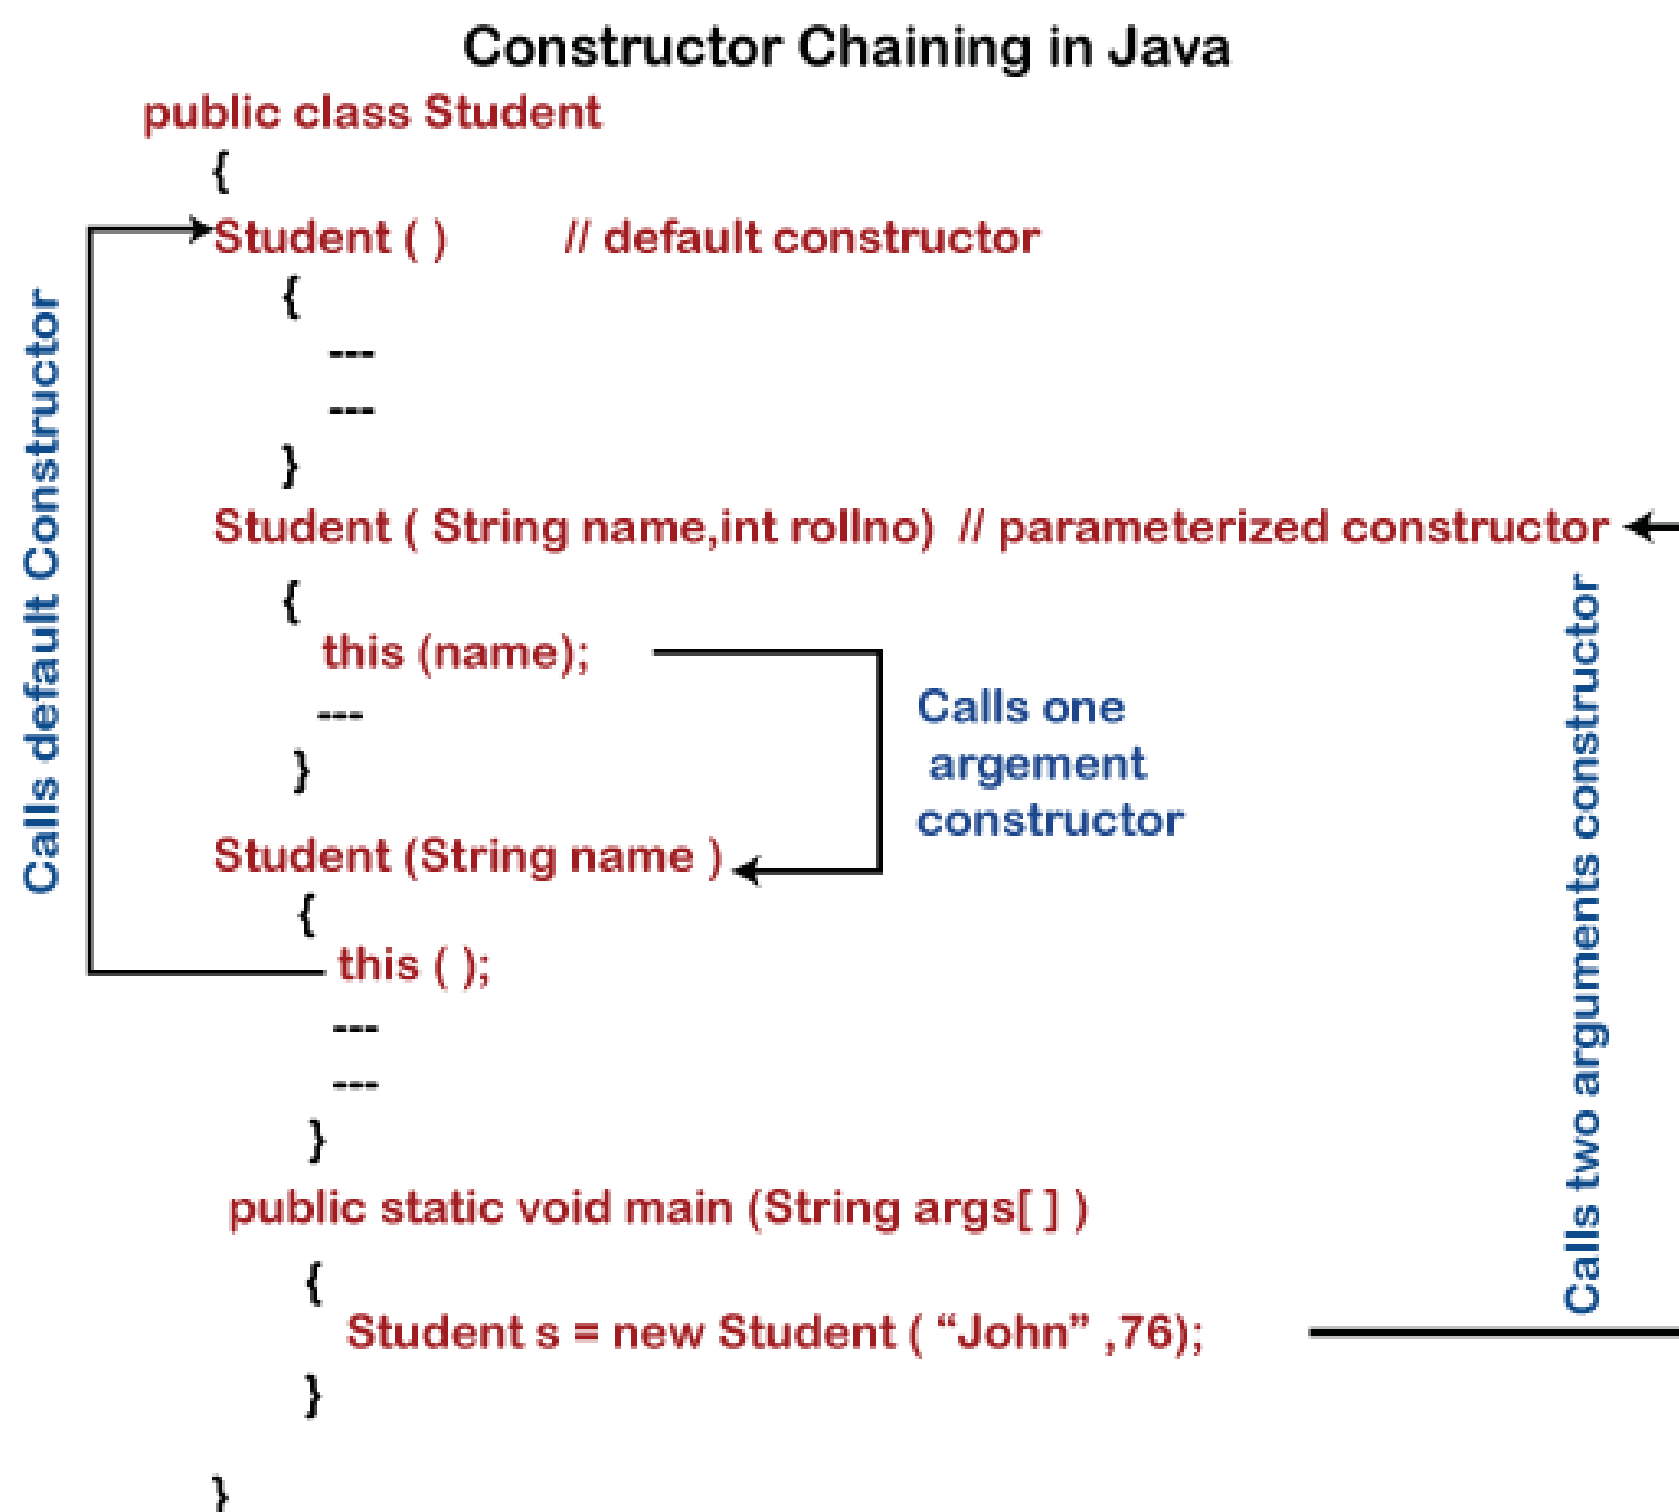 Constructor Chaining in Java
public class Student
{
Student ( ) // default constructor
{
---
---
}
Student ( String name,int rollno) // parameterized constructor
{
this (name);
---
}
Calls one
argement
constructor
Student (String name )
{
this ( );
---
---
}
public static void main (String args[ ] )
{
Student s = new Student ( “John” ,76);
}
}
Calls default Constructor
Calls two arguments constructor